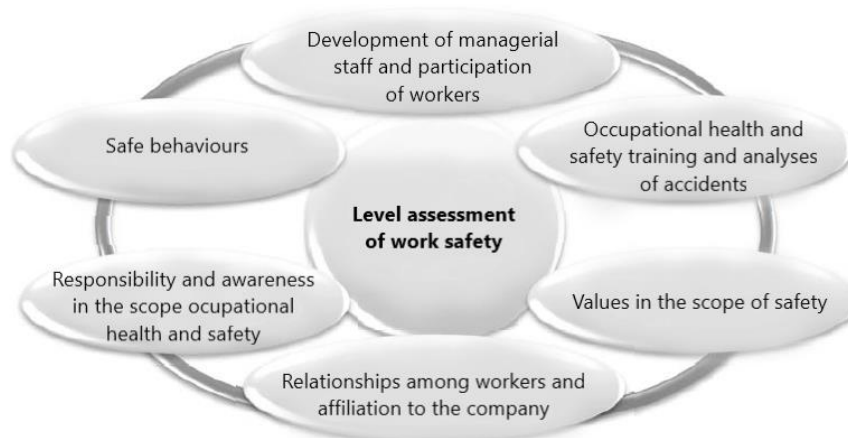 Development of managerial
staff and participation
of workers
Safe behaviours
Occupational health and
safety training and analyses
of accidents
Level assessment
of work safety
Responsibility and awareness
in the scope ocupational
health and safety
Values in the scope of safety
Relationships among workers and
affiliation to the company